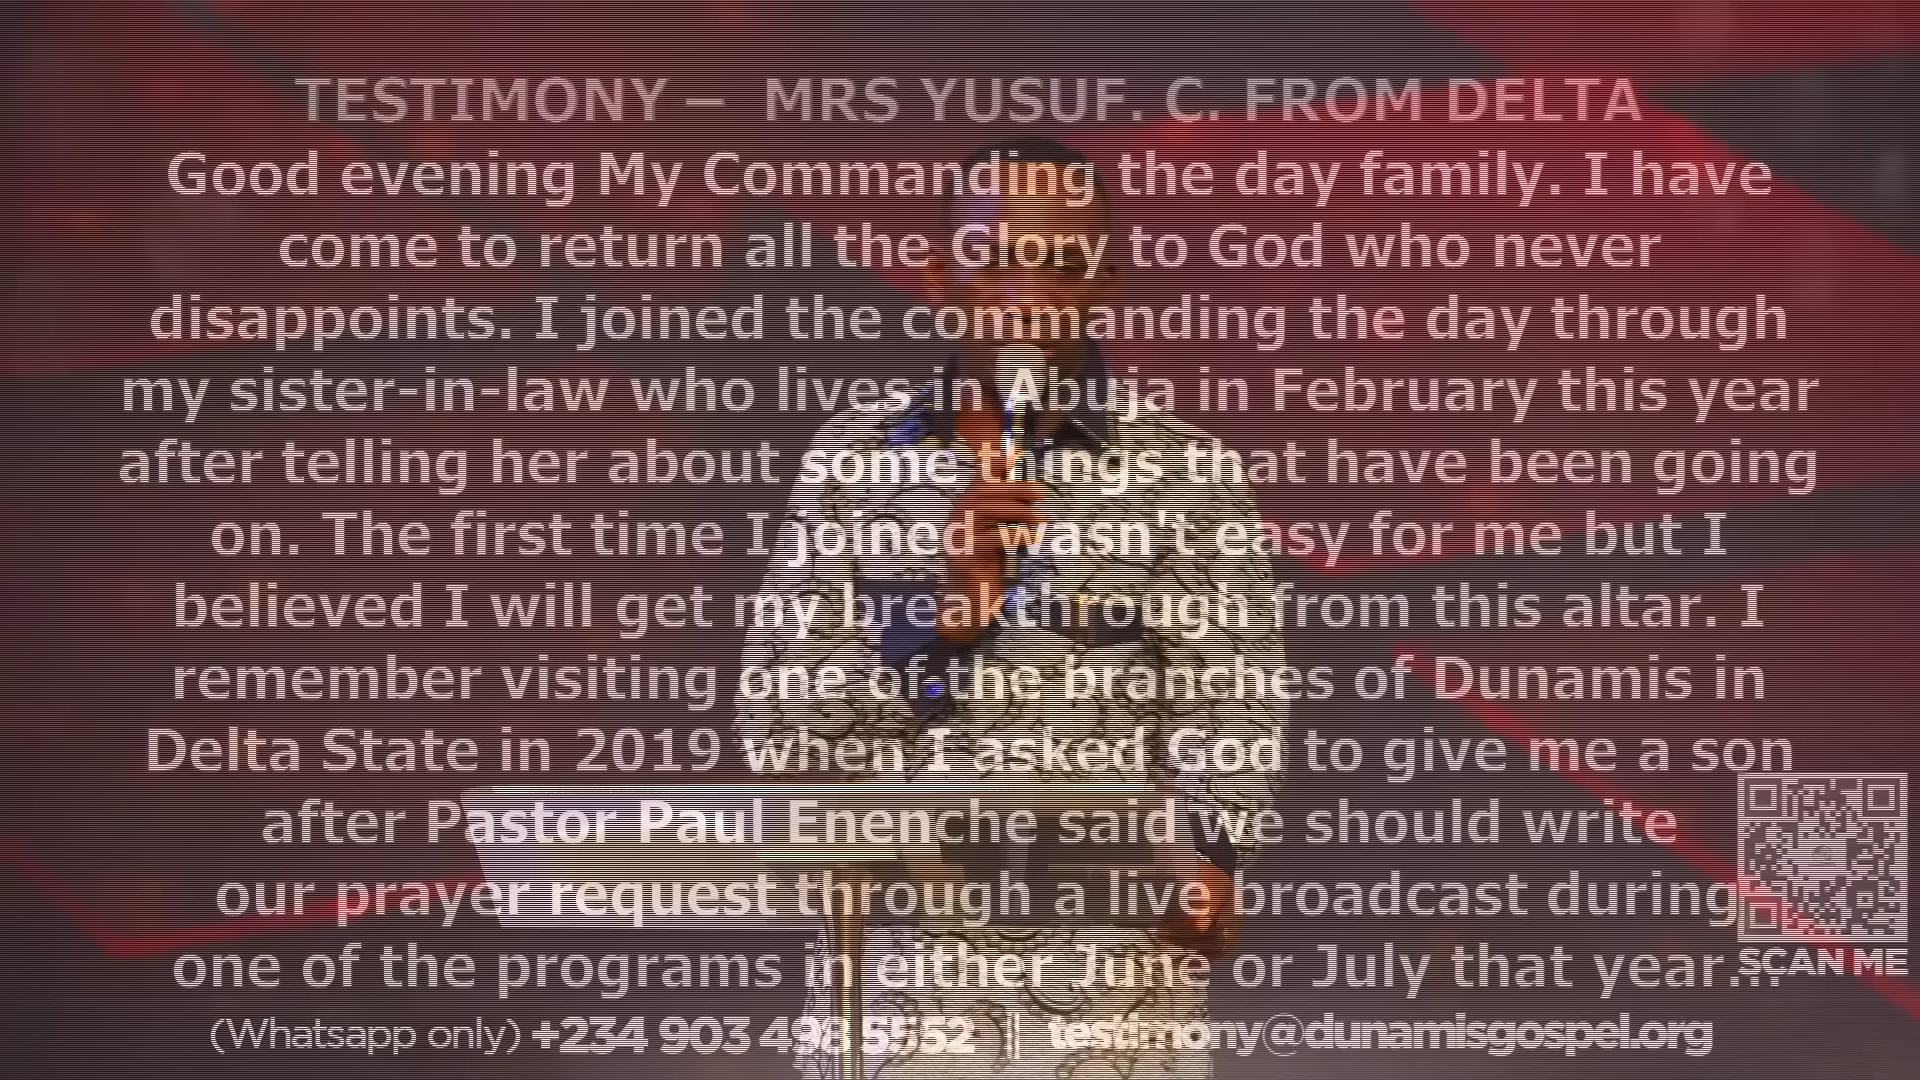 TESTIMONY – MRS YUSUF. C. FROM DELTA
Good evening My Commanding the day family. I have
come to return all the Glory to God who never
disappoints. I joined the commanding the day through
my sister-in-law who lives in Abuja in February this year
after telling her about some things that have been going
on. The first time I joined wasn't easy for me but I
believed I will get my breakthrough from this altar. I
remember visiting one of the branches of Dunamis in
Delta State in 2019 when I asked God to give me a son
after Pastor Paul Enenche said we should write
our prayer request through a live broadcast during
one of the programs in either June or July that year...
SCAN ME
(Whatsapp only) +234 903 498 5552 || testimony@dunamisgospel.org